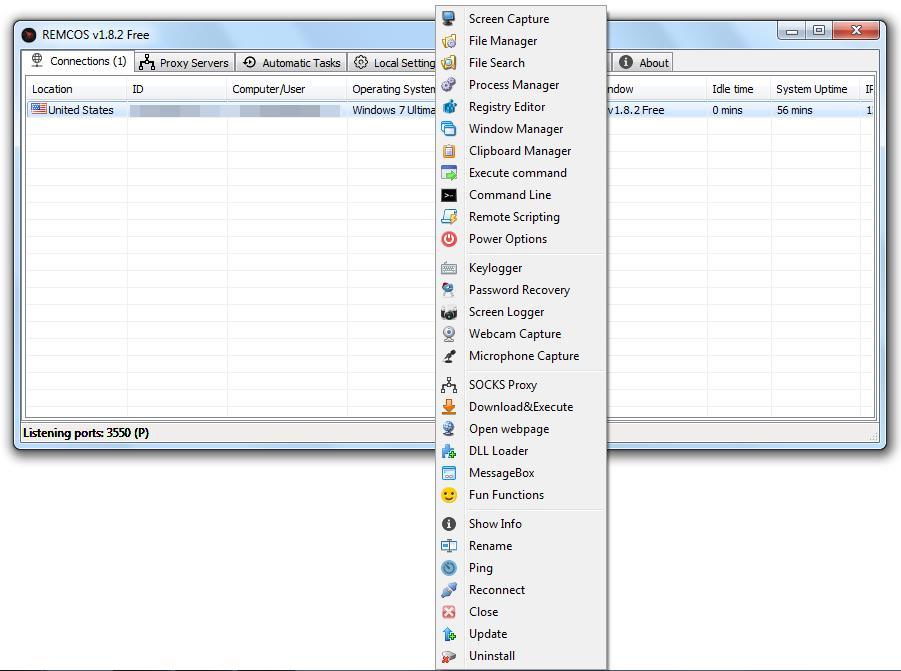 REMCOS v1.8.2 Free
Connections (1)
Proxy Servers
Automatic Tasks
Local Setting
About
Location
ID
Computer/User
Operating System
ndow
Idle time
System Uptime
United States
Windows 7 Ultima
v1.8.2 Free
0 mins
56 mins
Listening ports: 3550 (P)
Screen Capture
File Manager
File Search
Process Manager
Registry Editor
Window Manager
Clipboard Manager
Execute command
Command Line
Remote Scripting
Power Options
Keylogger
Password Recovery
Screen Logger
Webcam Capture
Microphone Capture
SOCKS Proxy
Download&Execute
Open webpage
DLL Loader
MessageBox
Fun Functions
Show Info
Rename
Ping
Reconnect
Close
Update
Uninstall